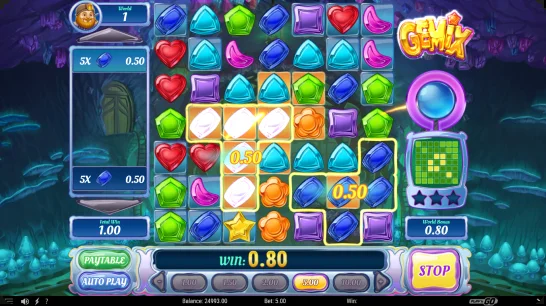 World
1
GEMIX
5X 0.50
0.50
5X 0.50
0.50
Total Win
1.00
World Bonus
0.80
PAYTABLE
WIN: 0.80
AUTO PLAY
STOP
Balance: 24993.00 Bet: 5.00 Win: